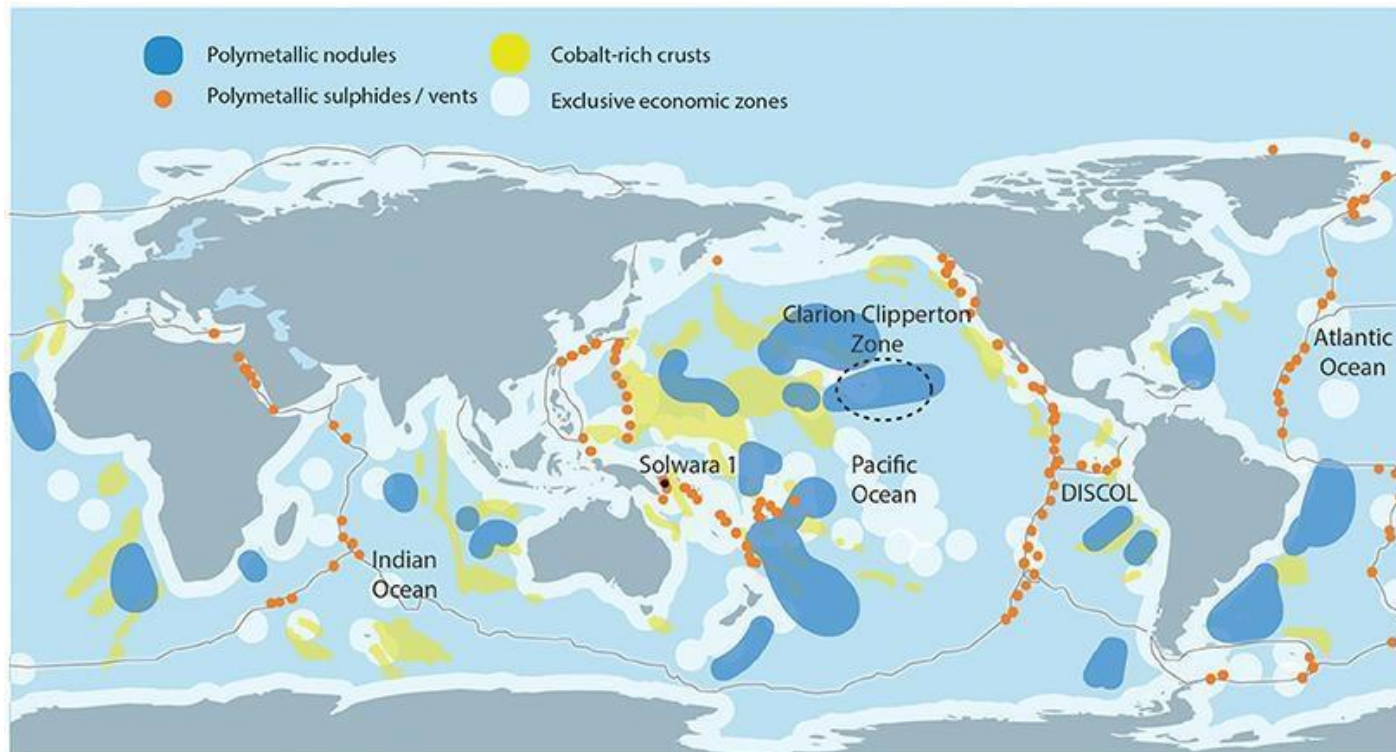 Polymetallic nodules
Cobalt-rich crusts
Polymetallic sulphides / vents
Exclusive economic zones
Clarion Clipperton
Zone
Atlantic
Ocean
Solwara 1
Pacific
Ocean
DISCOL
Indian
Ocean